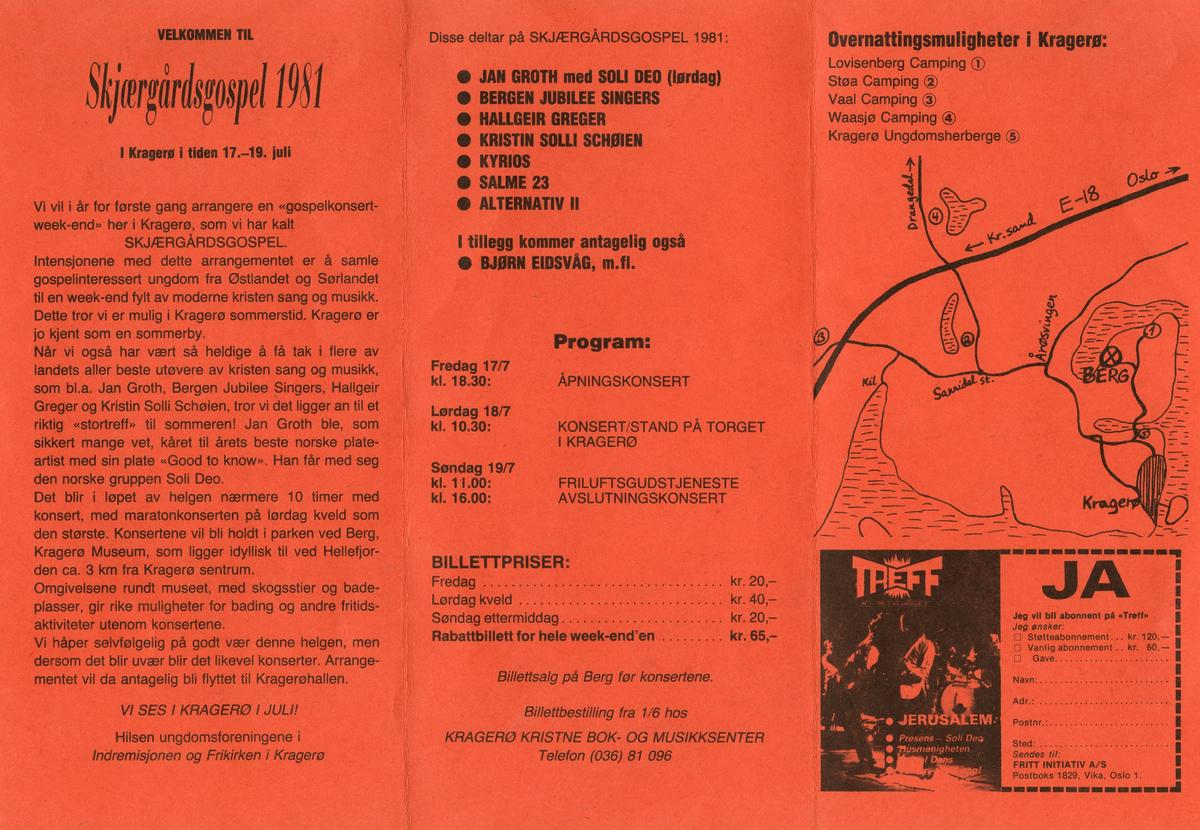 VELKOMMEN TIL
Skjærgårdsgospel 1981
I Kragerø i tiden 17.–19. juli
Vi vil i år for første gang arrangere en «gospelkonsert-
week-end» her i Kragerø, som vi har kalt
SKJÆRGÅRDSGOSPEL.
Intensjonene med dette arrangementet er å samle
gospelinteressert ungdom fra Østlandet og Sørlandet
til en week-end fylt av moderne kristen sang og musikk.
Dette tror vi er mulig i Kragerø sommerstid. Kragerø er
jo kjent som en sommerby.
Når vi også har vært så heldige å få tak i flere av
landets aller beste utøvere av kristen sang og musikk,
som bl.a. Jan Groth, Bergen Jubilee Singers, Hallgeir
Greger og Kristin Solli Schøien, tror vi det ligger an til et
riktig «stortreff» til sommeren! Jan Groth ble, som
sikkert mange vet, kåret til årets beste norske plate-
artist med sin plate «Good to know». Han får med seg
den norske gruppen Soli Deo.
Det blir i løpet av helgen nærmere 10 timer med
konsert, med maratonkonserten på lørdag kveld som
den største. Konsertene vil bli holdt i parken ved Berg,
Kragerø Museum, som ligger idyllisk til ved Hellefjor-
den ca. 3 km fra Kragerø sentrum.
Omgivelsene rundt museet, med skogsstier og bade-
plasser, gir rike muligheter for bading og andre fritids-
aktiviteter utenom konsertene.
Vi håper selvfølgelig på godt vær denne helgen, men
dersom det blir uvær blir det likevel konserter. Arrange-
mentet vil da antagelig bli flyttet til Kragerøhallen.
VI SES I KRAGERØ I JULI!
Hilsen ungdomsforeningene i
Indremisjonen og Frikirken i Kragerø
Disse deltar på SKJÆRGÅRDSGOSPEL 1981:
● JAN GROTH med SOLI DEO (lørdag)
● BERGEN JUBILEE SINGERS
● HALLGEIR GREGER
● KRISTIN SOLLI SCHØIEN
● KYRIOS
● SALME 23
● ALTERNATIV II
I tillegg kommer antagelig også
● BJØRN EIDSVÅG, m.fl.
Program:
Fredag 17/7
kl. 18.30: ÅPNINGSKONSERT
Lørdag 18/7
kl. 10.30: KONSERT/STAND PÅ TORGET
I KRAGERØ
Søndag 19/7
kl. 11.00: FRILUFTSGUDSTJENESTE
kl. 16.00: AVSLUTNINGSKONSERT
BILLETTPRISER:
Fredag ........ kr. 20,–
Lørdag kveld ........ kr. 40,–
Søndag ettermiddag ........ kr. 20,–
Rabattbillett for hele week-end'en ........ kr. 65,–
Billettsalg på Berg før konsertene.
Billettbestilling fra 1/6 hos
KRAGERØ KRISTNE BOK- OG MUSIKKSENTER
Telefon (036) 81 096
Overnattingsmuligheter i Kragerø:
Lovisenberg Camping ①
Støa Camping ②
Vaal Camping ③
Waasjø Camping ④
Kragerø Ungdomsherberge ⑤
Drangedal →
④
← Kr.sand
E-18
Oslo →
③
②
Årøsvingen
①
BERG
Kil
Sannidal st.
⑤
Kragerø
TREFF
● JERUSALEM
● Presens – Soli Deo
● Husmenigheten
Dans
JA
Jeg vil bli abonnent på «Treff»
Jeg ønsker:
☐ Støtteabonnement... kr. 120,—
☐ Vanlig abonnement .. kr. 60,—
☐ Gave........
Navn:........
Adr.:........
Postnr.:........
Sted:........
Sendes til:
FRITT INITIATIV A/S
Postboks 1829, Vika, Oslo 1.